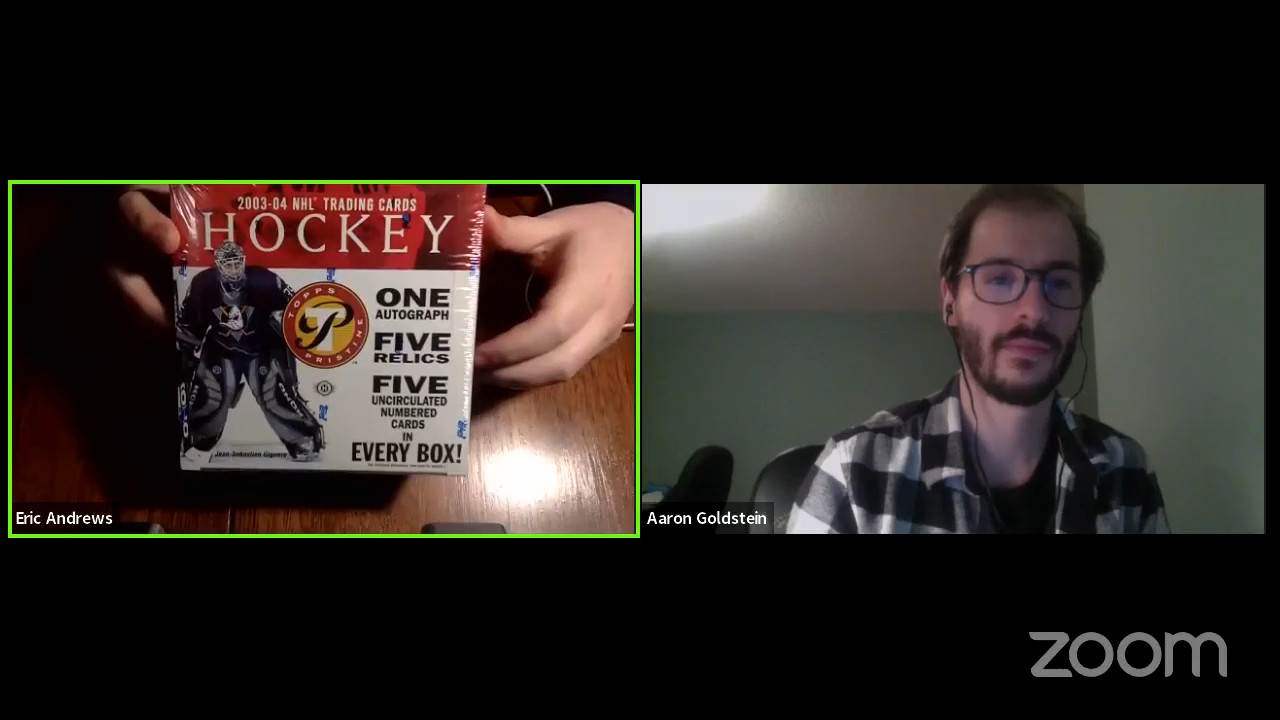 2003-04 NHL TRADING CARDS
HOCKEY
TOPPS
PRISTINE
ONE
AUTOGRAPH
FIVE
RELICS
FIVE
UNCIRCULATED
NUMBERED
CARDS
IN
EVERY BOX!
Jean-Sebastien Giguere
Eric Andrews
Aaron Goldstein
zoom